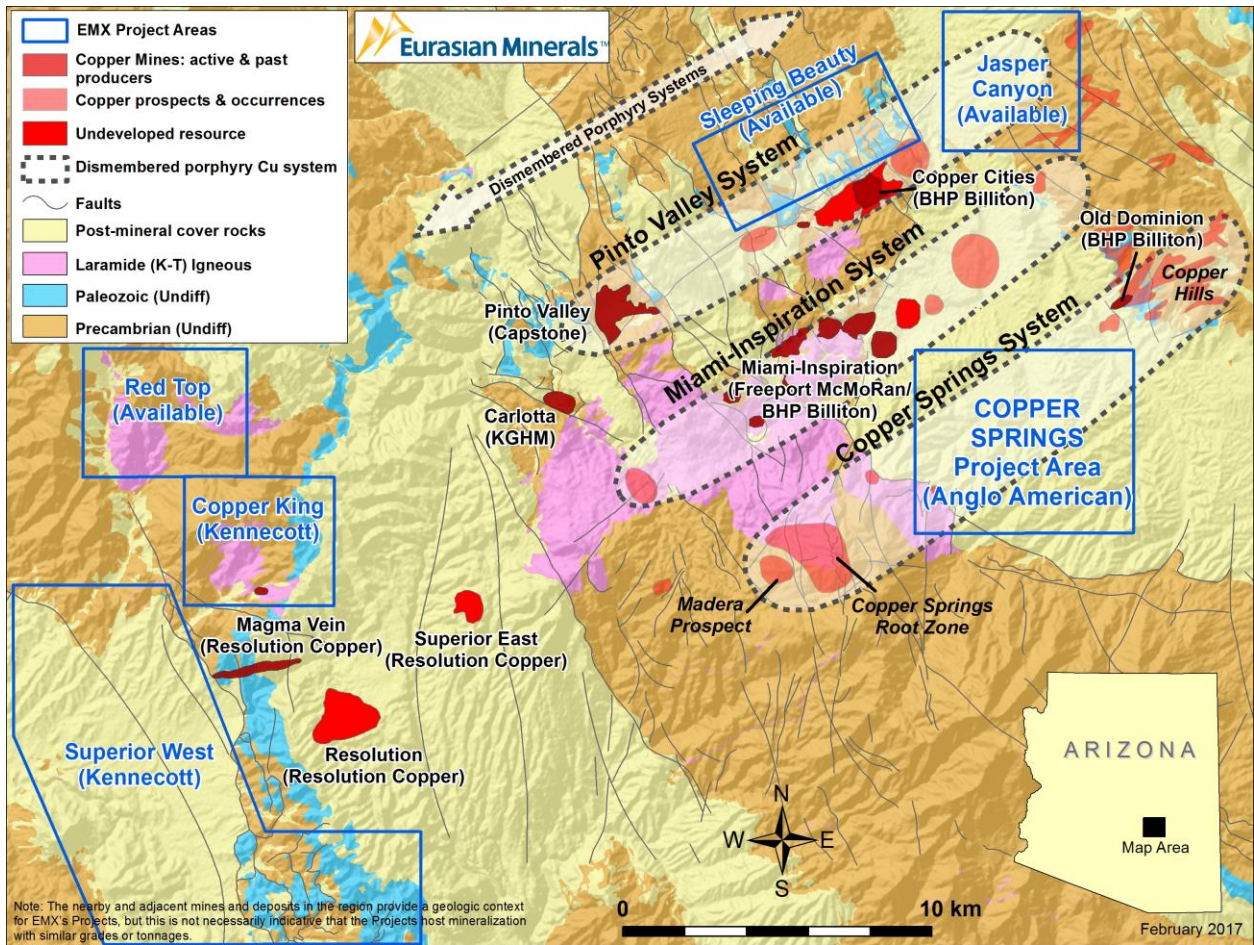 EMX Project Areas
Copper Mines: active & past
producers
Copper prospects & occurrences
Undeveloped resource
Dismembered porphyry Cu system
Faults
Post-mineral cover rocks
Laramide (K-T) Igneous
Paleozoic (Undiff)
Precambrian (Undiff)
Eurasian Minerals™
Dismembered Porphyry Systems
Sleeping Beauty
(Available)
Jasper
Canyon
(Available)
Pinto Valley System
Copper Cities
(BHP Billiton)
Old Dominion
(BHP Billiton)
Copper
Hills
Pinto Valley
(Capstone)
Miami-Inspiration System
Copper Springs System
Miami-Inspiration
(Freeport McMoRan/
BHP Billiton)
Carlotta
(KGHM)
COPPER
SPRINGS
Project Area
(Anglo American)
Red Top
(Available)
Copper King
(Kennecott)
Madera
Prospect
Copper Springs
Root Zone
Magma Vein
(Resolution Copper)
Superior East
(Resolution Copper)
Superior West
(Kennecott)
Resolution
(Resolution Copper)
ARIZONA
Map Area
N
W
E
S
0
10 km
Note: The nearby and adjacent mines and deposits in the region provide a geologic context
for EMX's Projects, but this is not necessarily indicative that the Projects host mineralization
with similar grades or tonnages.
February 2017